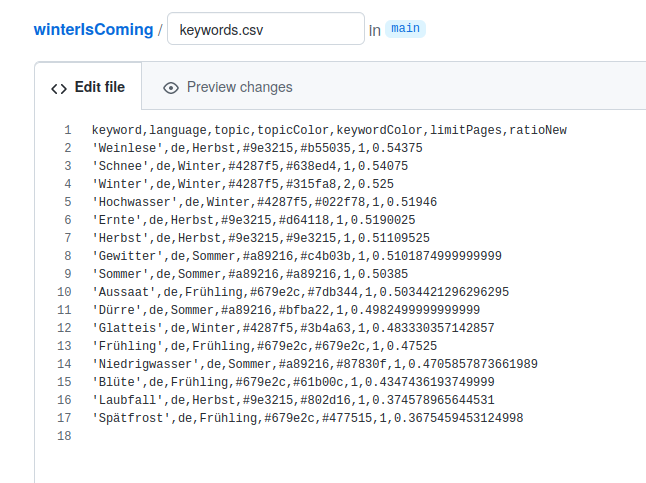 winterIsComing / keywords.csv In main
Edit file Preview changes
1 keyword,language,topic,topicColor,keywordColor,limitPages,ratioNew
2 'Weinlese',de,Herbst,#9e3215,#b55035,1,0.54375
3 'Schnee',de,Winter,#4287f5,#638ed4,1,0.54075
4 'Winter',de,Winter,#4287f5,#315fa8,2,0.525
5 'Hochwasser',de,Winter,#4287f5,#022f78,1,0.51946
6 'Ernte',de,Herbst,#9e3215,#d64118,1,0.5190025
7 'Herbst',de,Herbst,#9e3215,#9e3215,1,0.51109525
8 'Gewitter',de,Sommer,#a89216,#c4b03b,1,0.5101874999999999
9 'Sommer',de,Sommer,#a89216,#a89216,1,0.50385
10 'Aussaat',de,Frühling,#679e2c,#7db344,1,0.5034421296296295
11 'Dürre',de,Sommer,#a89216,#bfba22,1,0.4982499999999999
12 'Glatteis',de,Winter,#4287f5,#3b4a63,1,0.483330357142857
13 'Frühling',de,Frühling,#679e2c,#679e2c,1,0.47525
14 'Niedrigwasser',de,Sommer,#a89216,#87830f,1,0.4705857873661989
15 'Blüte',de,Frühling,#679e2c,#61b00c,1,0.4347436193749999
16 'Laubfall',de,Herbst,#9e3215,#802d16,1,0.374578965644531
17 'Spätfrost',de,Frühling,#679e2c,#477515,1,0.3675459453124998
18